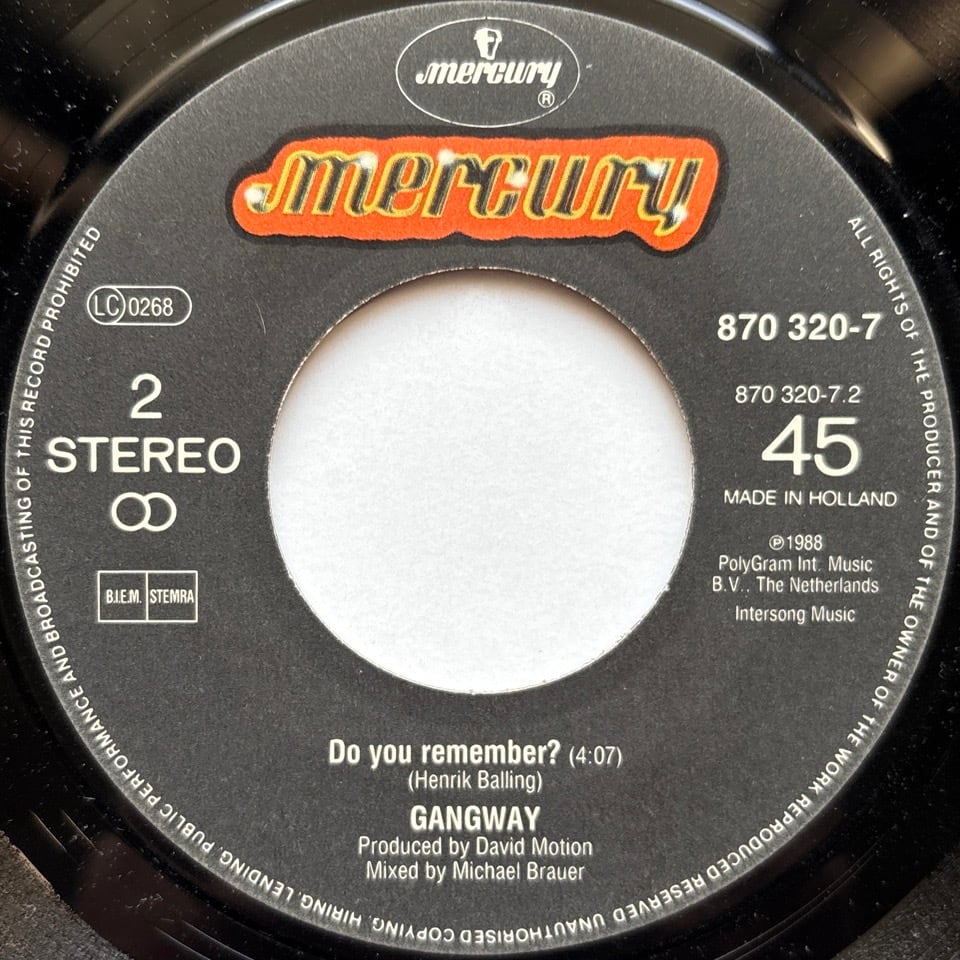 mercury
®
mercury
LC 0268
2
STEREO
B.I.E.M. STEMRA
870 320-7
870 320-7.2
45
MADE IN HOLLAND
℗1988
PolyGram Int. Music
B.V., The Netherlands
Intersong Music
Do you remember? (4:07)
(Henrik Balling)
GANGWAY
Produced by David Motion
Mixed by Michael Brauer
ALL RIGHTS OF THE PRODUCER AND OF THE OWNER OF THE WORK REPRODUCED RESERVED UNAUTHORISED COPYING, HIRING, LENDING, PUBLIC PERFORMANCE AND BROADCASTING OF THIS RECORD PROHIBITED